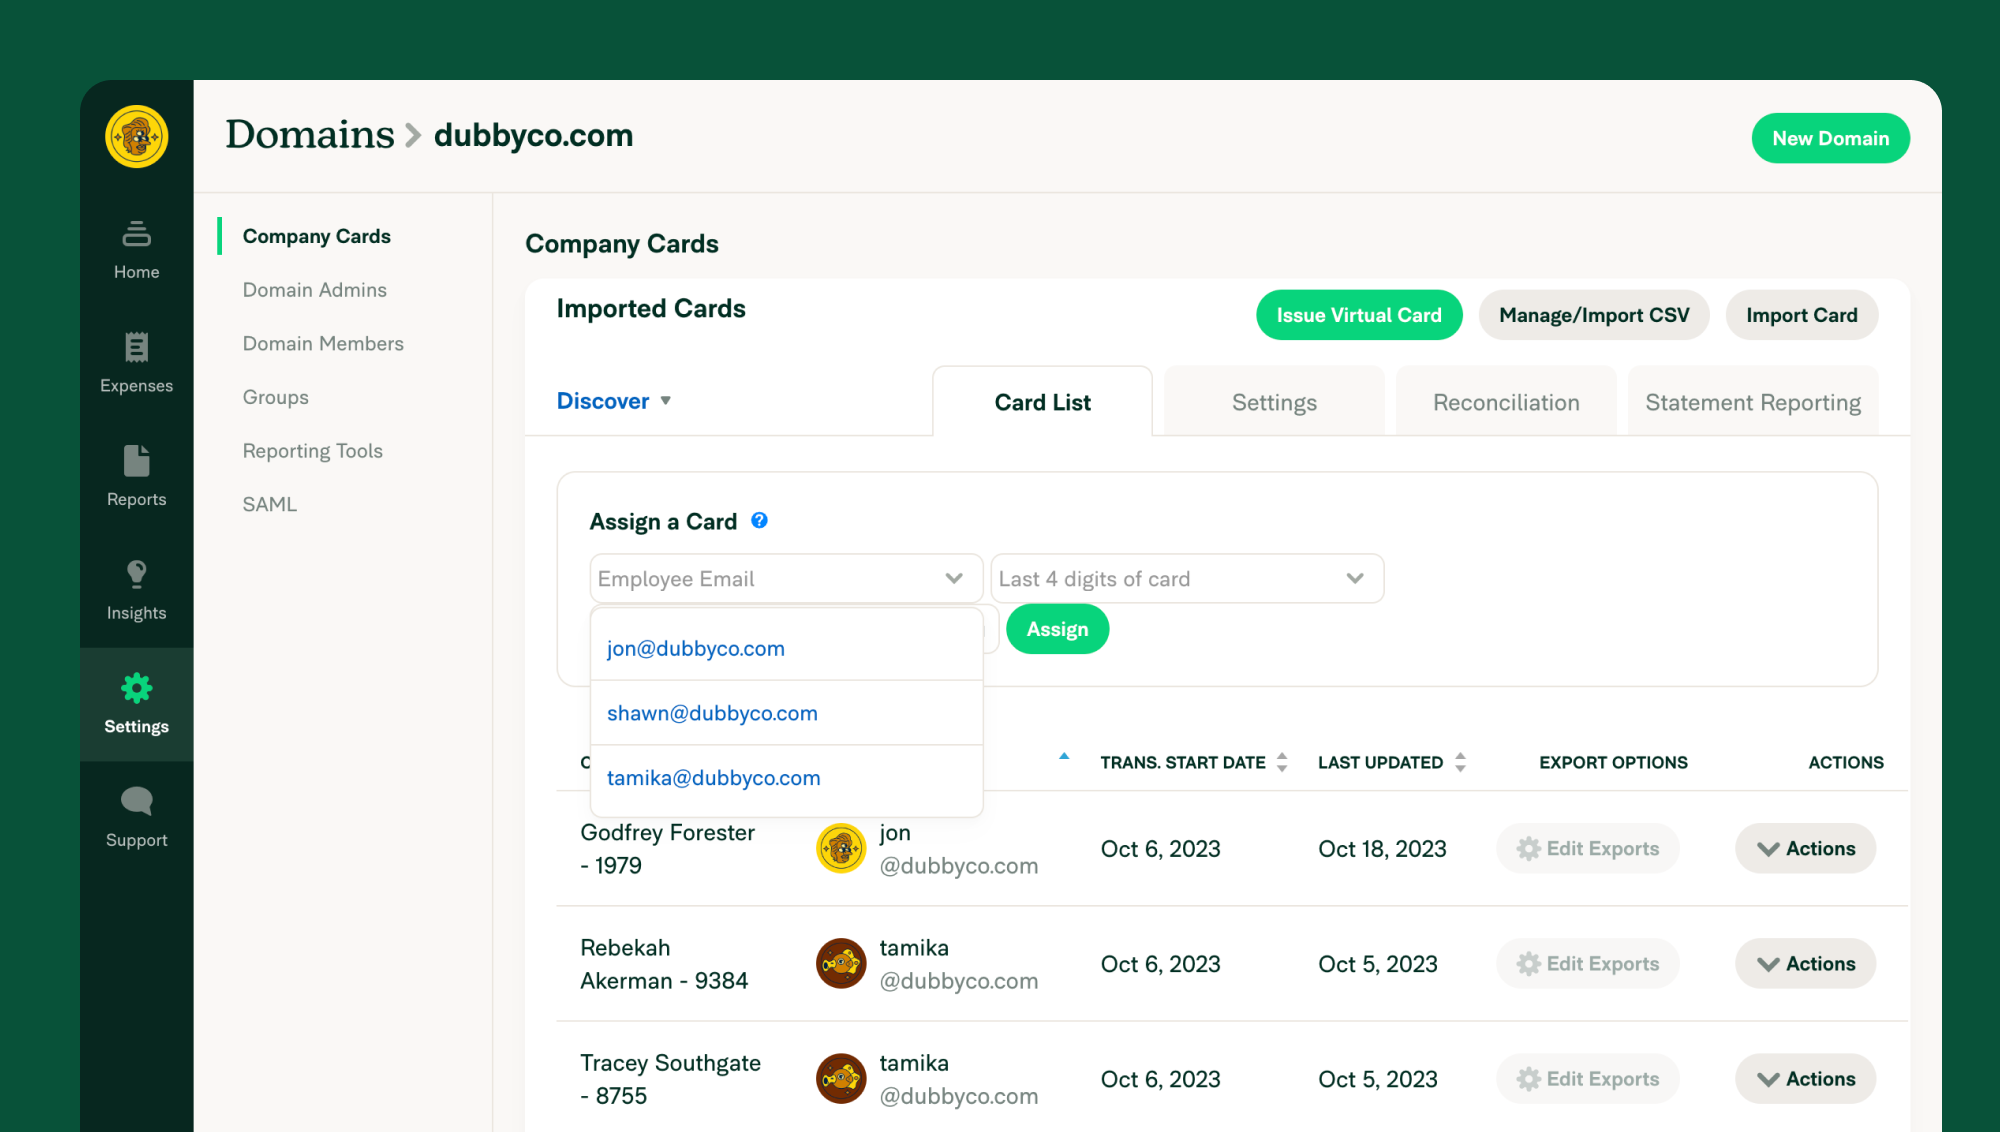 Domains
dubbyco.com
New Domain
Home
Expenses
Reports
Insights
Settings
Support
Company Cards
Domain Admins
Domain Members
Groups
Reporting Tools
SAML
Company Cards
Imported Cards
Issue Virtual Card
Manage/Import CSV
Import Card
Discover
Card List
Settings
Reconciliation
Statement Reporting
Assign a Card ?
Employee Email
Last 4 digits of card
Assign
jon@dubbyco.com
shawn@dubbyco.com
tamika@dubbyco.com
TRANS. START DATE
LAST UPDATED
EXPORT OPTIONS
ACTIONS
Godfrey Forester
- 1979
jon
@dubbyco.com
Oct 6, 2023
Oct 18, 2023
Edit Exports
Actions
Rebekah
Akerman - 9384
tamika
@dubbyco.com
Oct 6, 2023
Oct 5, 2023
Edit Exports
Actions
Tracey Southgate
- 8755
tamika
@dubbyco.com
Oct 6, 2023
Oct 5, 2023
Edit Exports
Actions